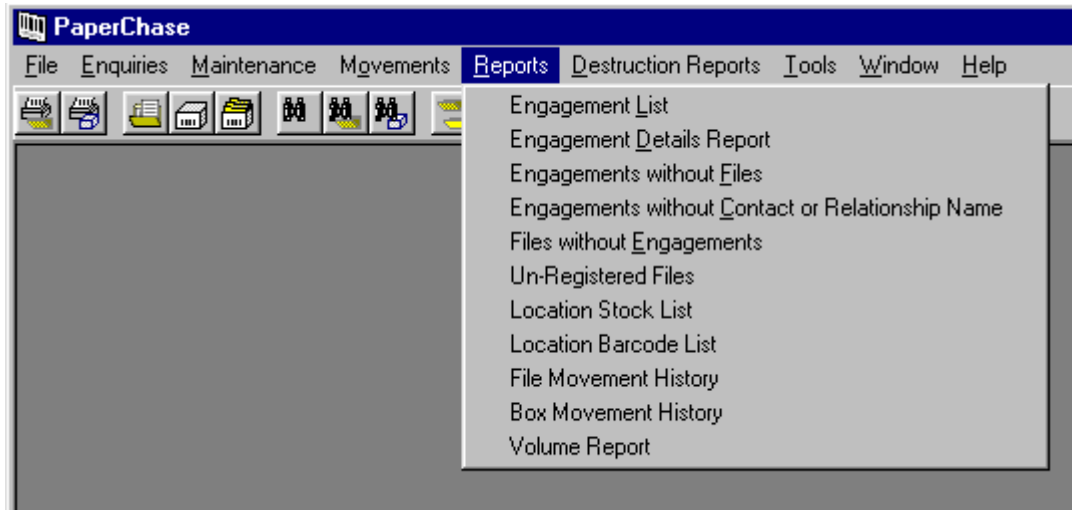 PaperChase
File Enquiries Maintenance Movements Reports Destruction Reports Tools Window Help
Engagement List
Engagement Details Report
Engagements without Files
Engagements without Contact or Relationship Name
Files without Engagements
Un-Registered Files
Location Stock List
Location Barcode List
File Movement History
Box Movement History
Volume Report